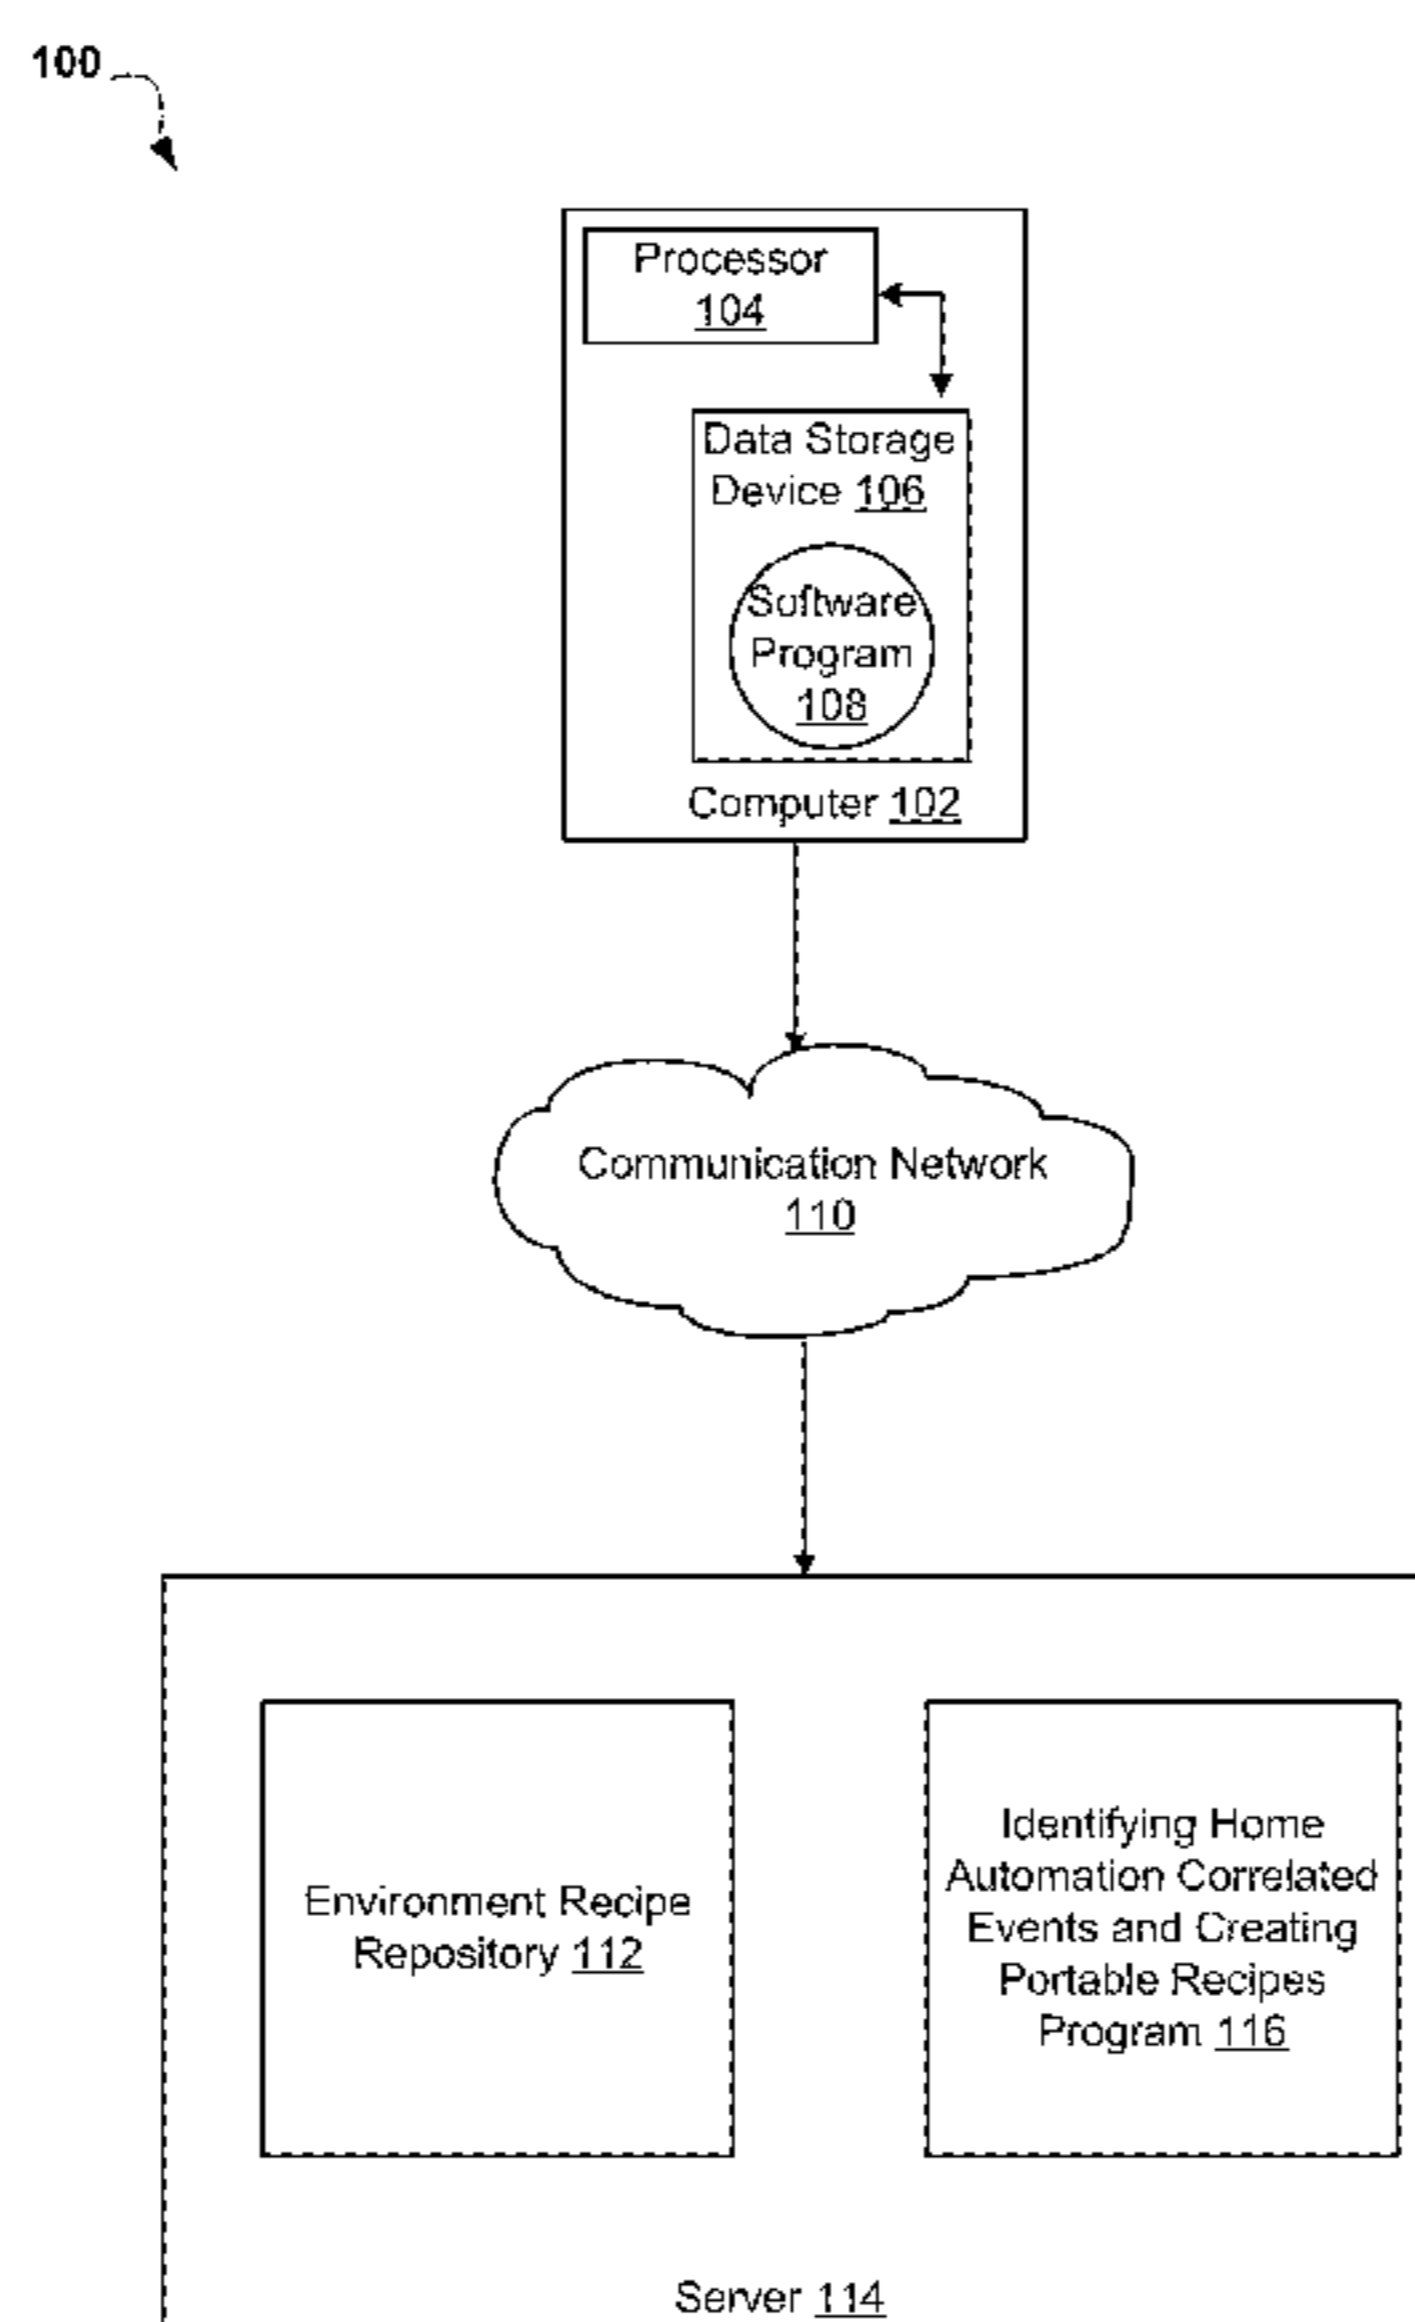 100
Processor
104
Data Storage
Device 106
Software
Program
108
Computer 102
Communication Network
110
Environment Recipe
Repository 112
Identifying Home
Automation Correlated
Events and Creating
Portable Recipes
Program 116
Server 114